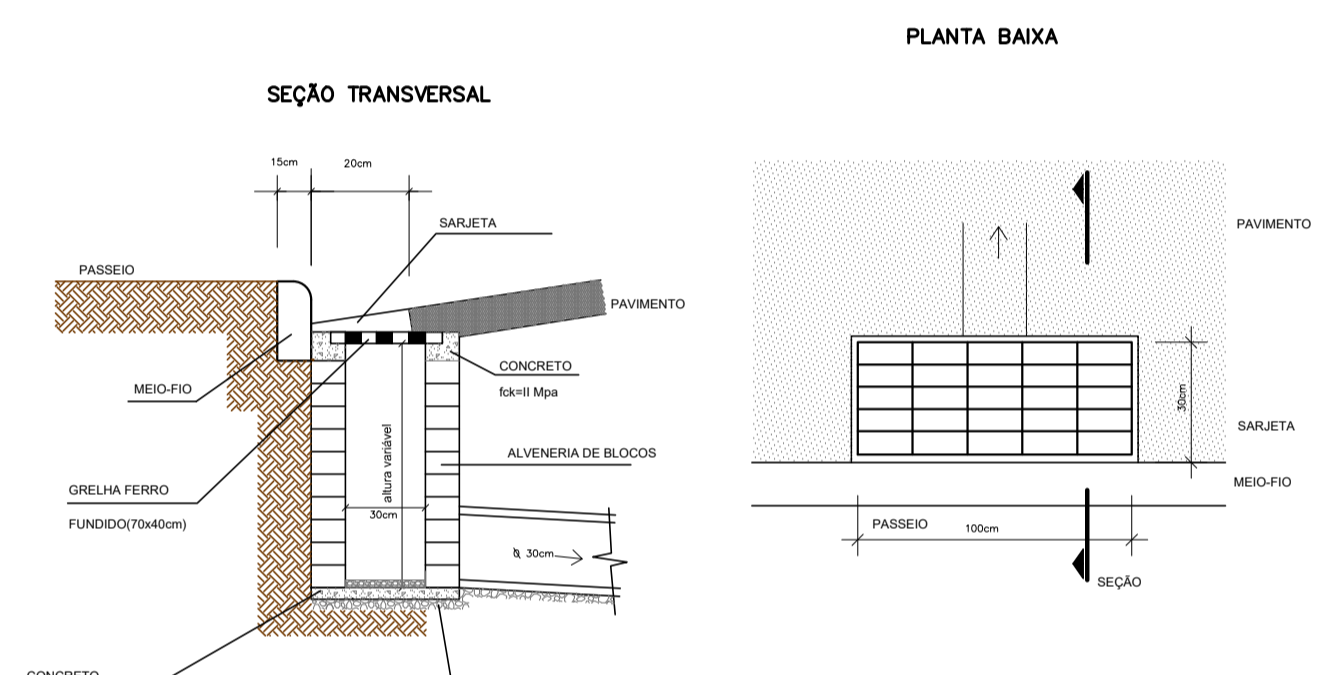 PLANTA BAIXA
SEÇÃO TRANSVERSAL
15cm
20cm
SARJETA
PASSEIO
PAVIMENTO
MEIO-FIO
CONCRETO
fck=II Mpa
altura variável
ALVENERIA DE BLOCOS
GRELHA FERRO
FUNDIDO(70x40cm)
30cm
30cm
CONCRETO
PAVIMENTO
30cm
SARJETA
MEIO-FIO
PASSEIO
100cm
SEÇÃO